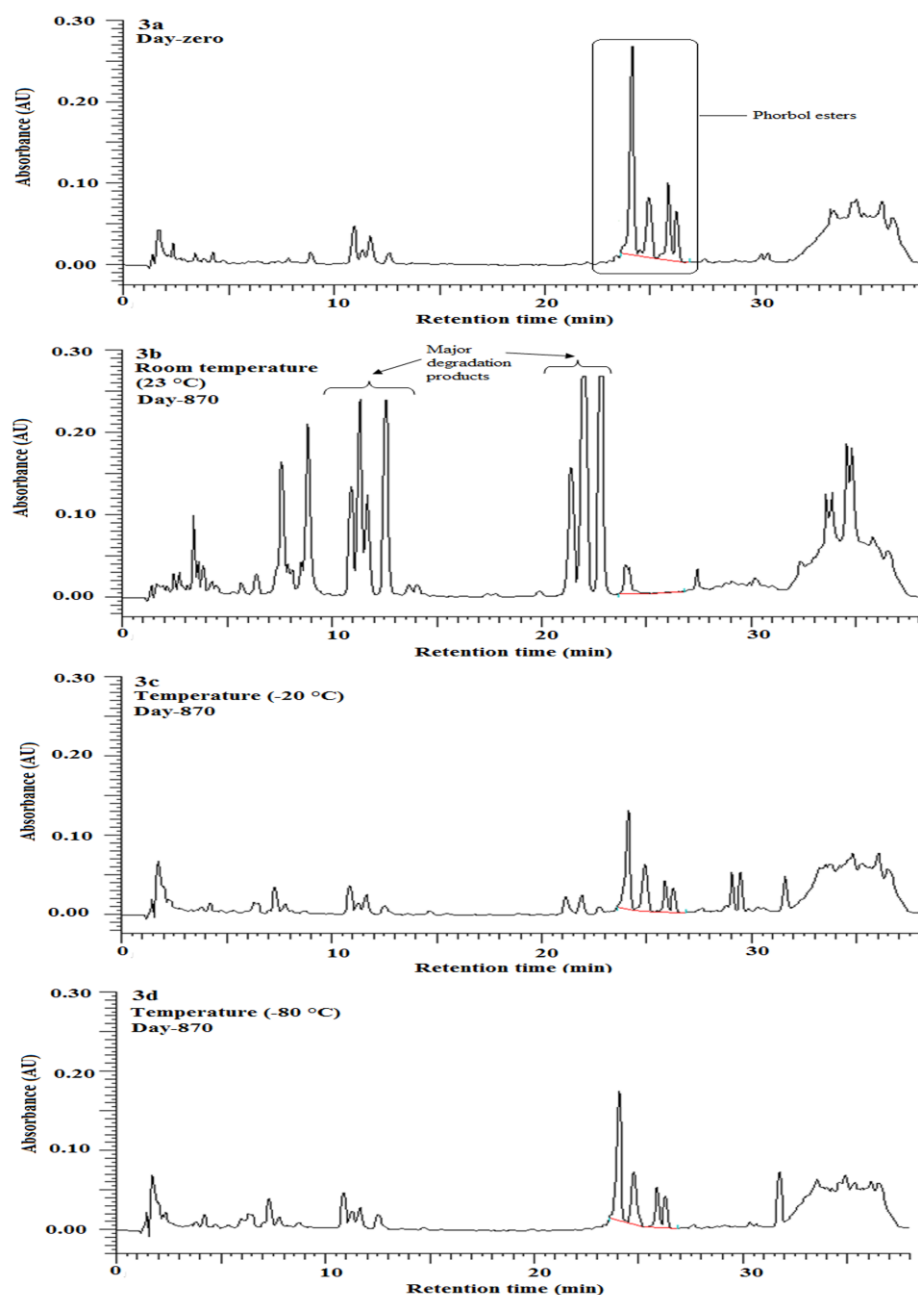 3a
Day-zero
0.30
0.20
0.10
0.00
Absorbance (AU)
Phorbol esters
0
10
20
30
Retention time (min)
3b
Room temperature
(23 °C)
Day-870
Major
degradation
products
0.30
0.20
0.10
0.00
Absorbance (AU)
0
10
20
30
Retention time (min)
3c
Temperature (-20 °C)
Day-870
0.30
0.20
0.10
0.00
Absorbance (AU)
0
10
20
30
Retention time (min)
3d
Temperature (-80 °C)
Day-870
0.30
0.20
0.10
0.00
Absorbance (AU)
0
10
20
30
Retention time (min)